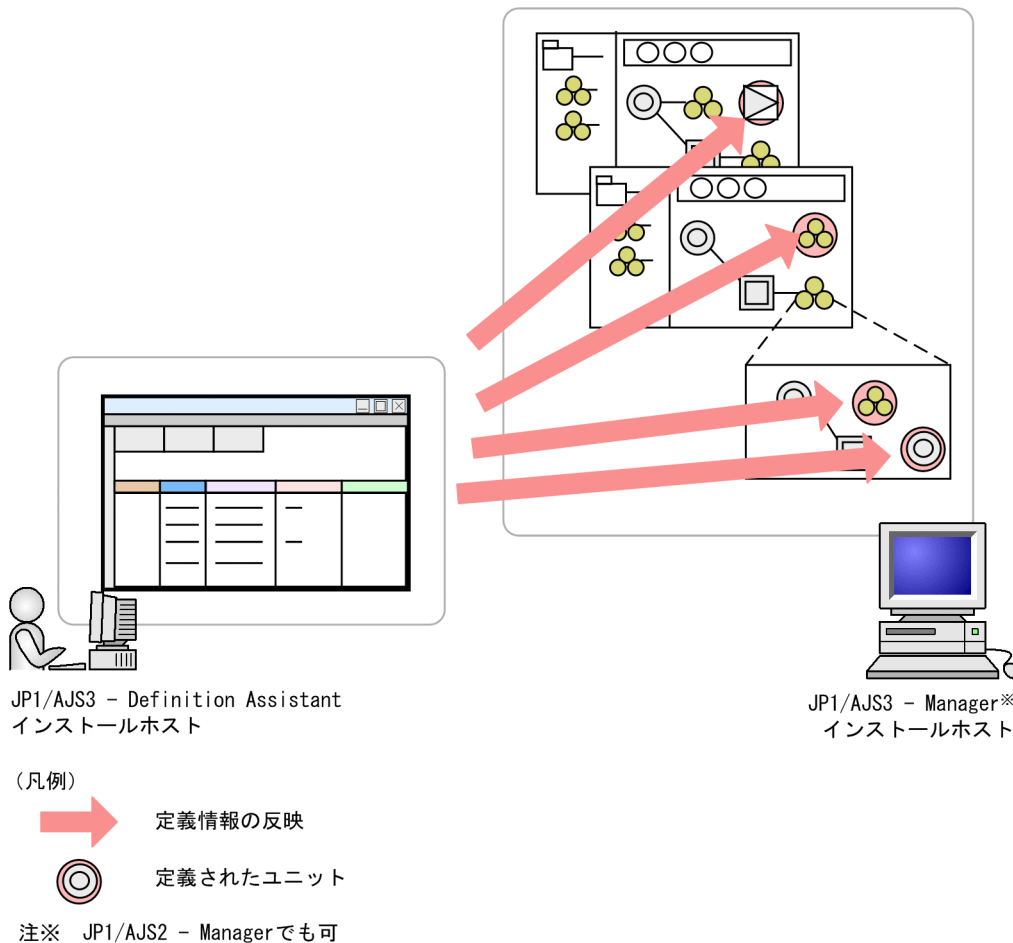 JP1/AJS3 − Definition Assistant
インストールホスト
JP1/AJS3 − Manager※
インストールホスト
（凡例）
定義情報の反映
定義されたユニット
注※　JP1/AJS2 − Managerでも可